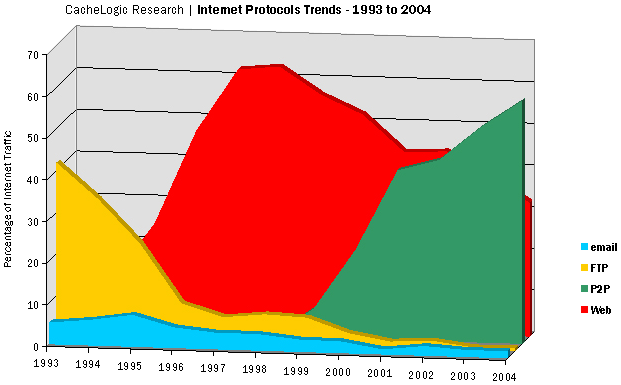 CacheLogic Research | Internet Protocols Trends - 1993 to 2004
Percentage of Internet Traffic
70
60
50
40
30
20
10
0
1993 1994 1995 1996 1997 1998 1999 2000 2001 2002 2003 2004
email
FTP
P2P
Web